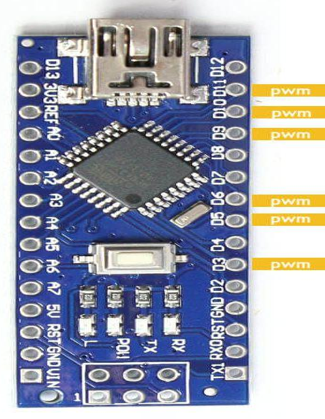 D13
3V3
REF
A0
A1
A2
A3
A4
A5
A6
A7
5V
RST
GND
VIN
D12
D11 pwm
D10 pwm
D9 pwm
D8
D7
D6 pwm
D5 pwm
D4
D3 pwm
D2
GND
RST
RX0
TX1
L
POW
TX
RX
1